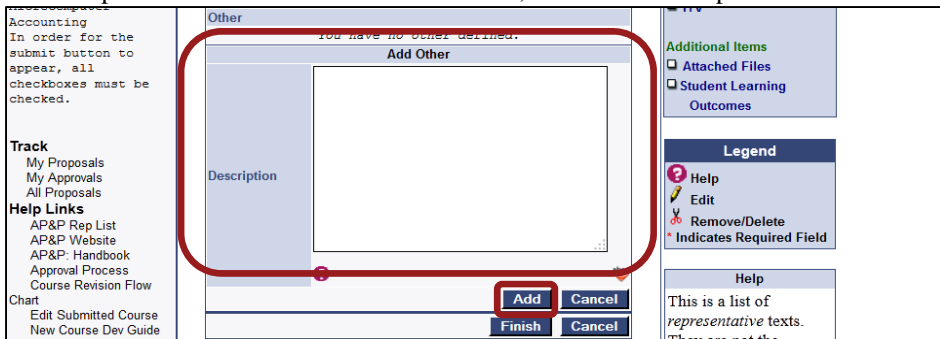 Accounting
In order for the
submit button to
appear, all
checkboxes must be
checked.
Track
My Proposals
My Approvals
All Proposals
Help Links
AP&P Rep List
AP&P Website
AP&P: Handbook
Approval Process
Course Revision Flow
Chart
Edit Submitted Course
New Course Dev Guide
Other
You have no other defined.
Add Other
Description
Add Cancel
Finish Cancel
ITV
Additional Items
Attached Files
Student Learning
Outcomes
Legend
Help
Edit
Remove/Delete
* Indicates Required Field
Help
This is a list of
representative texts.
They are not the